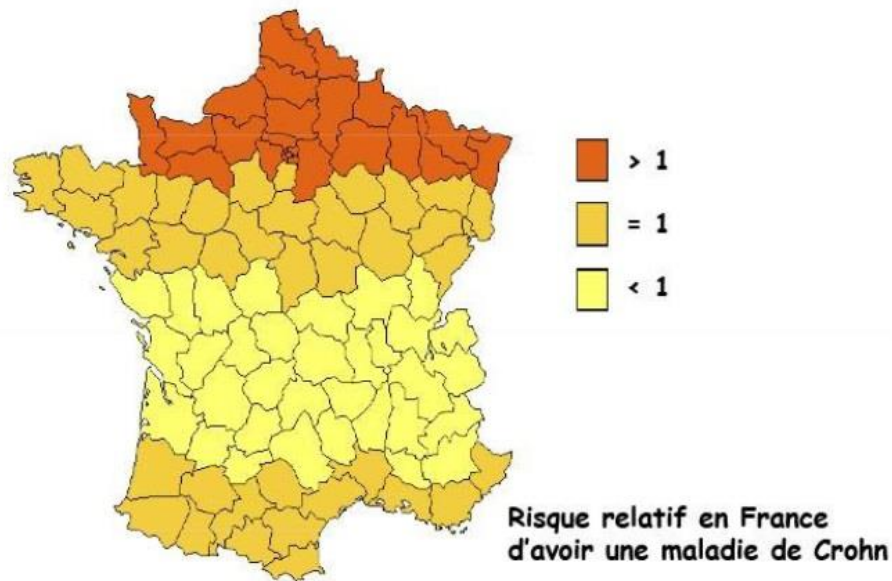 > 1
= 1
< 1
Risque relatif en France
d'avoir une maladie de Crohn